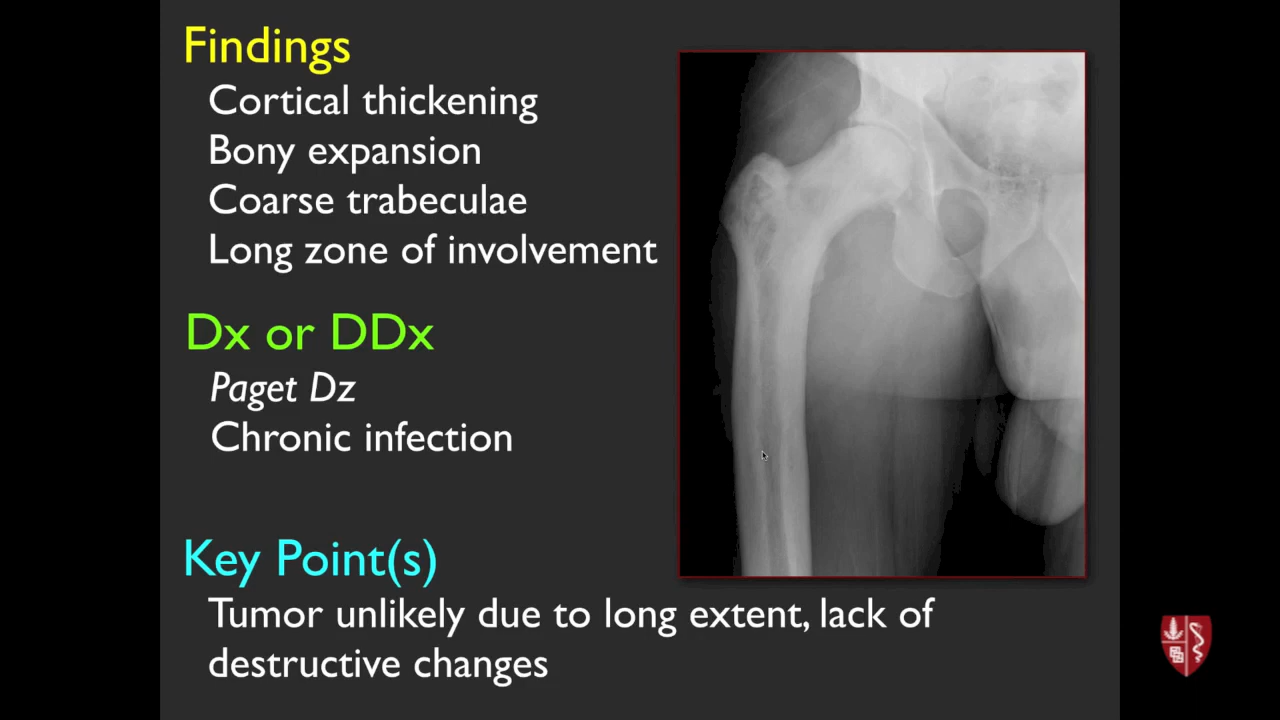 Findings
Cortical thickening
Bony expansion
Coarse trabeculae
Long zone of involvement
Dx or DDx
Paget Dz
Chronic infection
Key Point(s)
Tumor unlikely due to long extent, lack of
destructive changes